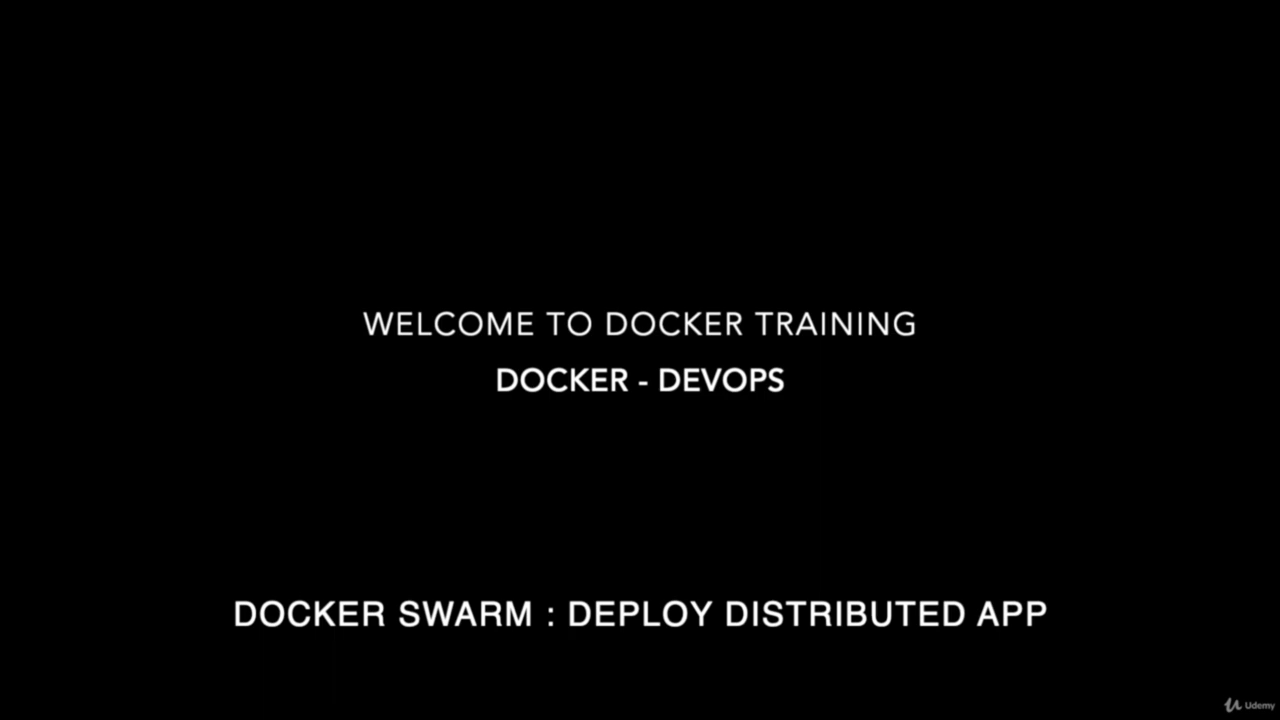 WELCOME TO DOCKER TRAINING
DOCKER - DEVOPS
DOCKER SWARM : DEPLOY DISTRIBUTED APP
Udemy